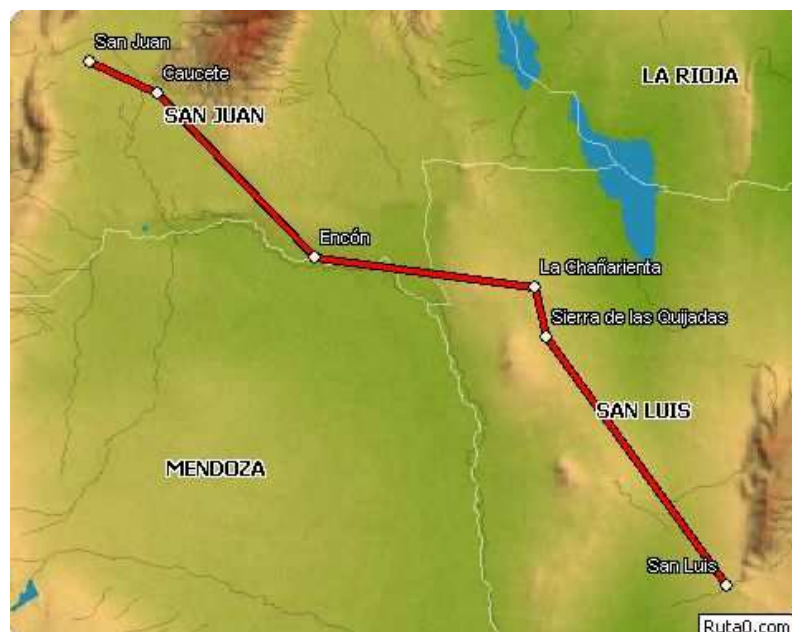 San Juan
Caucete
LA RIOJA
SAN JUAN
Encón
La Chañarienta
Sierra de las Quijadas
SAN LUIS
MENDOZA
San Luis
Ruta0.com